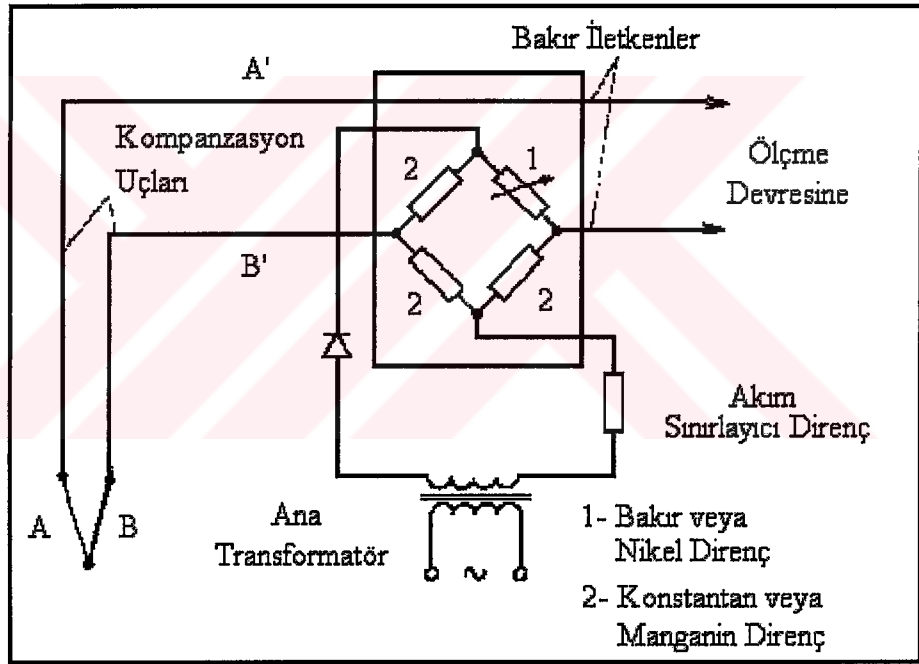 Bakır İletkenler
A'
Kompanzasyon
Uçları
2
1
Ölçme
Devresine
B'
2
2
Akım
Sınırlayıcı Direnç
A
B
Ana
Transformatör
1- Bakır veya
Nikel Direnç
2- Konstantan veya
Manganin Direnç